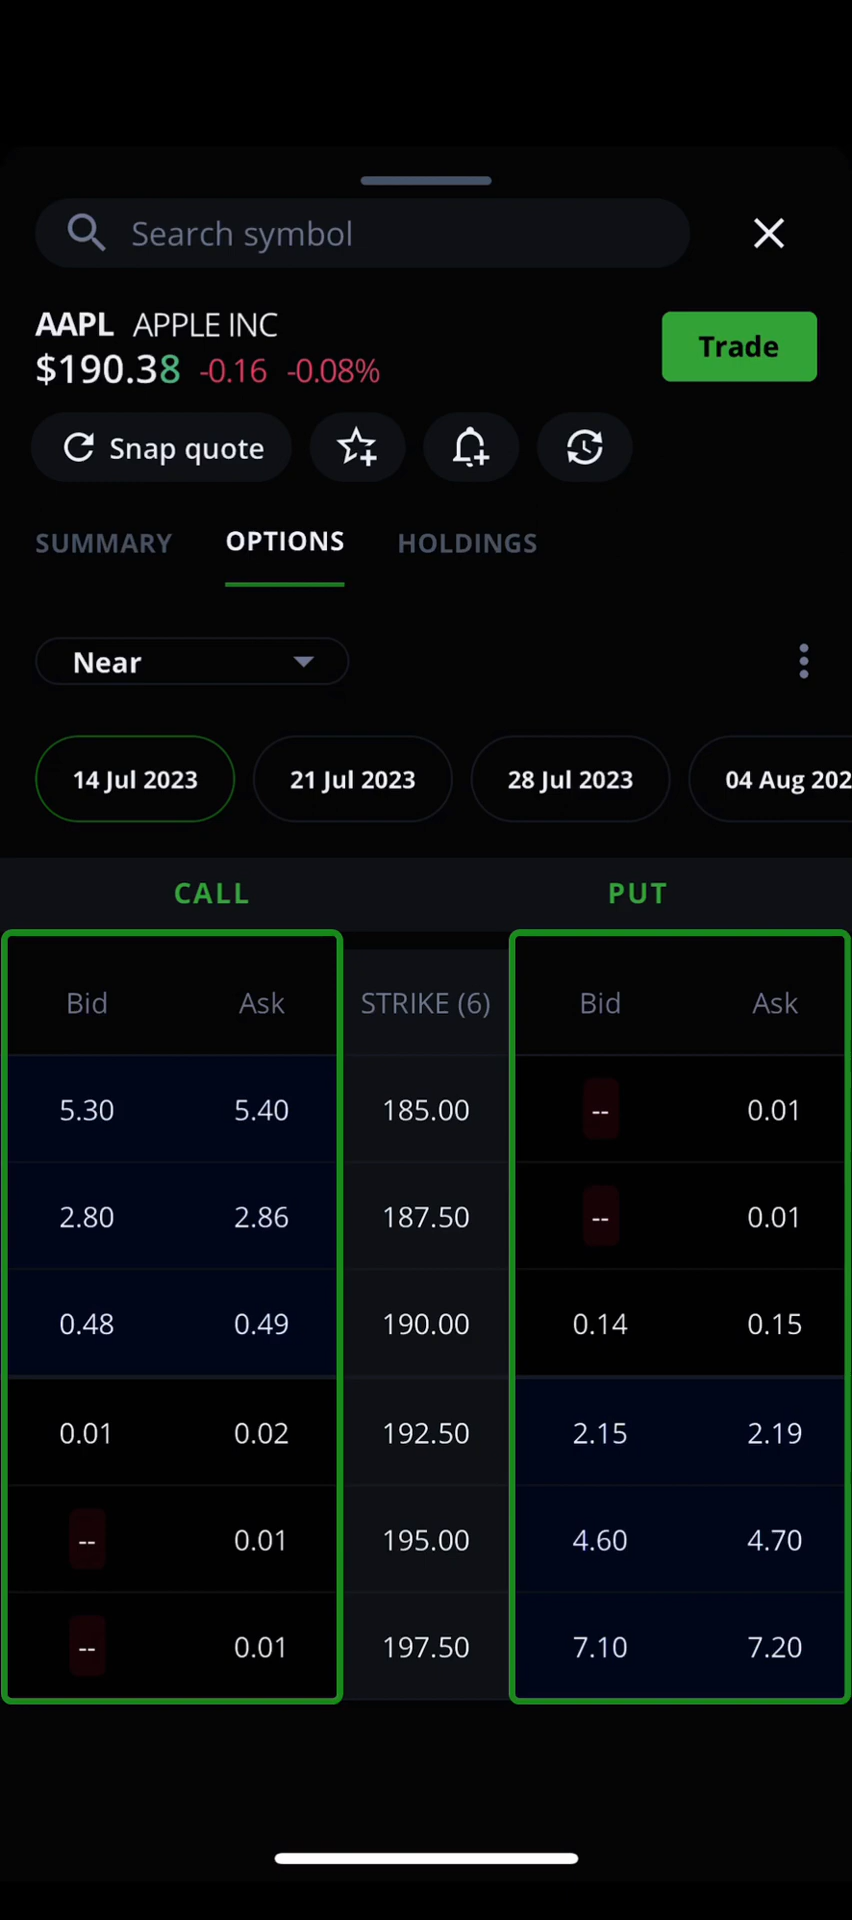 Search symbol
AAPL APPLE INC
Trade
$190.38 -0.16 -0.08%
Snap quote
SUMMARY OPTIONS HOLDINGS
Near
14 Jul 2023 21 Jul 2023 28 Jul 2023 04 Aug 202
CALL PUT
Bid Ask STRIKE (6) Bid Ask
5.30 5.40 185.00 -- 0.01
2.80 2.86 187.50 -- 0.01
0.48 0.49 190.00 0.14 0.15
0.01 0.02 192.50 2.15 2.19
-- 0.01 195.00 4.60 4.70
-- 0.01 197.50 7.10 7.20